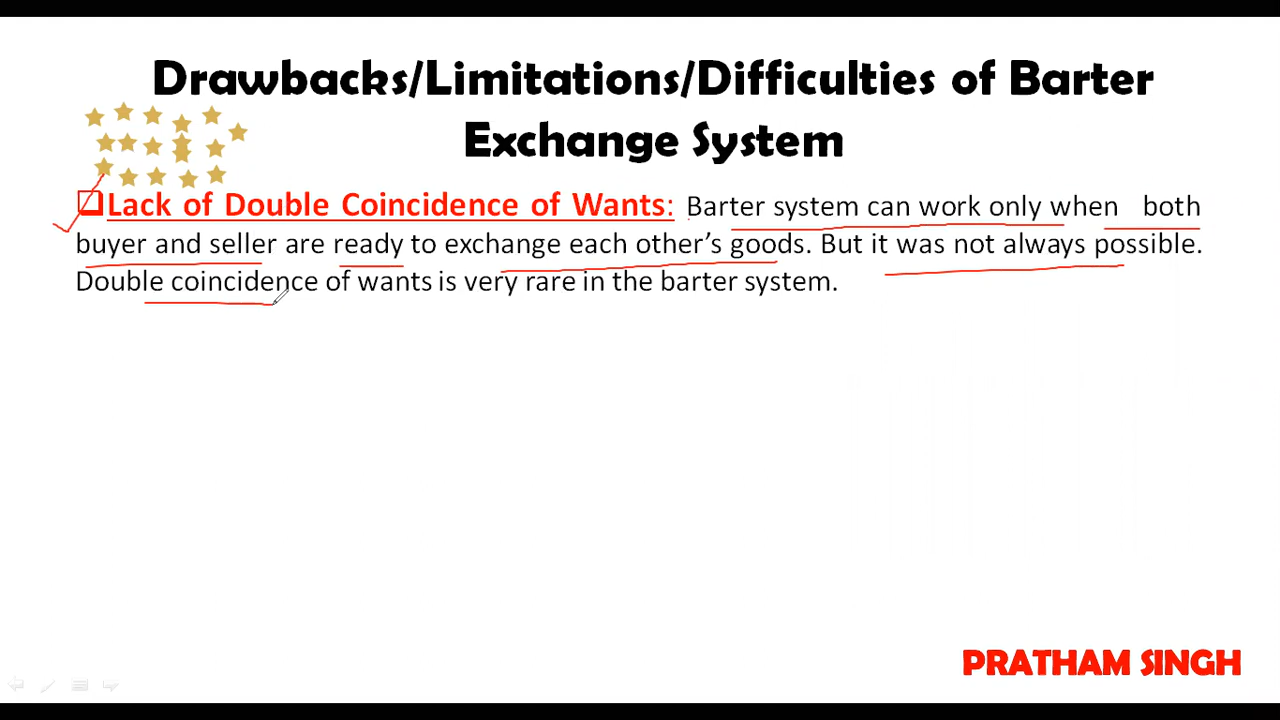 Drawbacks/Limitations/Difficulties of Barter
Exchange System
Lack of Double Coincidence of Wants: Barter system can work only when both
buyer and seller are ready to exchange each other’s goods. But it was not always possible.
Double coincidence of wants is very rare in the barter system.
PRATHAM SINGH